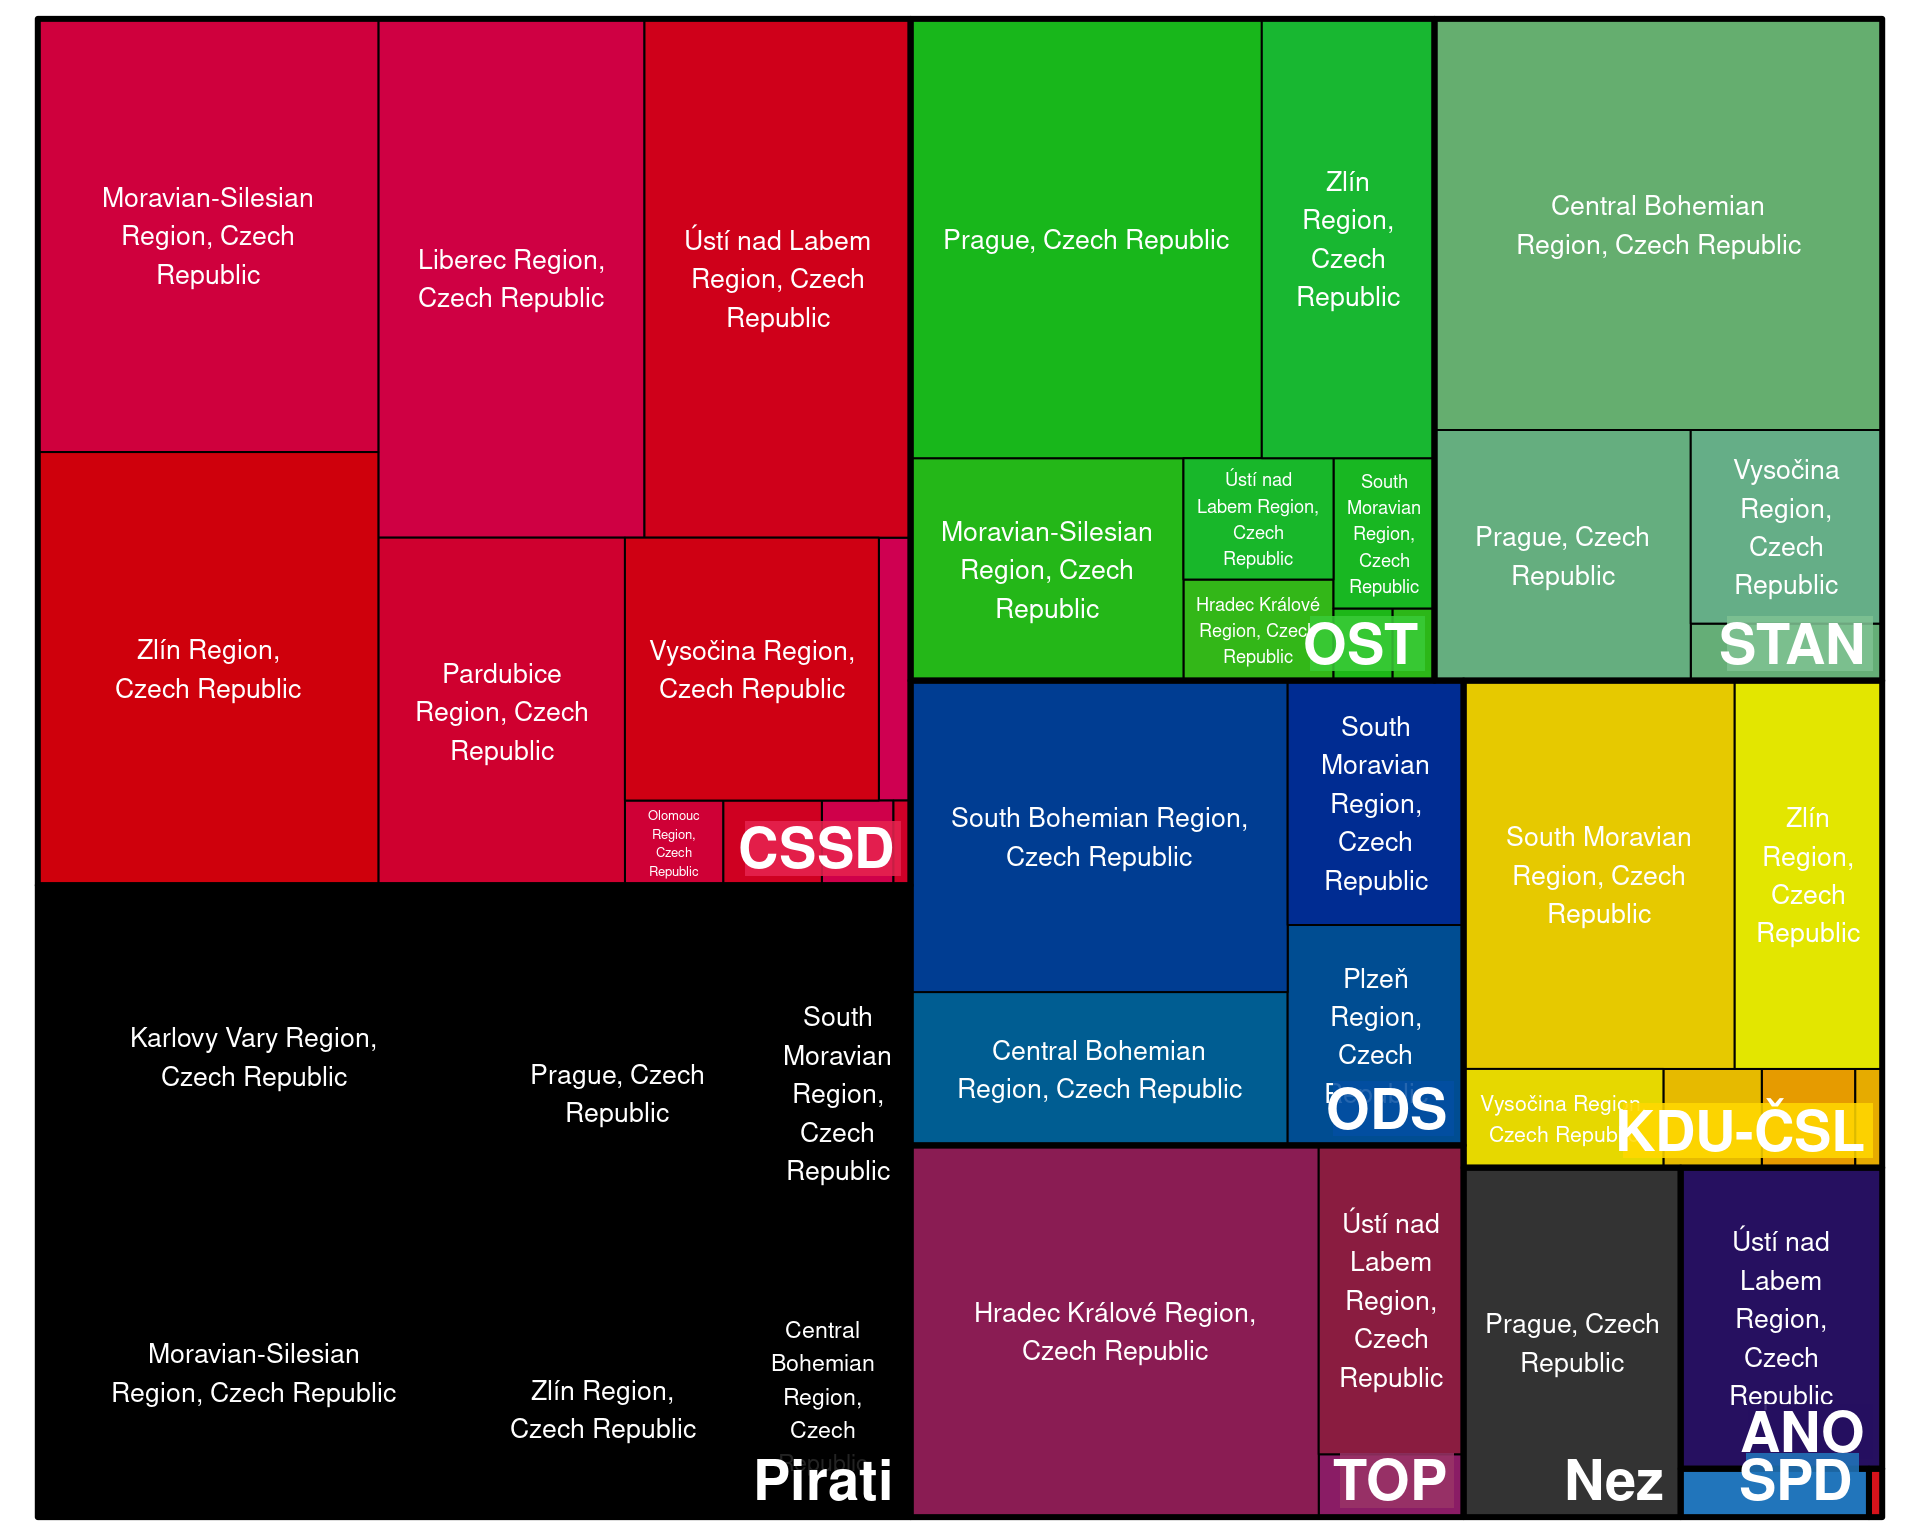 Moravian-Silesian
Region, Czech
Republic
Liberec Region,
Czech Republic
Ústí nad Labem
Region, Czech
Republic
Zlín Region,
Czech Republic
Pardubice
Region, Czech
Republic
Vysočina Region,
Czech Republic
Olomouc
Region,
Czech
Republic
CSSD
Prague, Czech Republic
Zlín
Region,
Czech
Republic
Moravian-Silesian
Region, Czech
Republic
Ústí nad
Labem Region,
Czech
Republic
South
Moravian
Region,
Czech
Republic
Hradec Králové
Region, Czech
Republic
OST
Central Bohemian
Region, Czech Republic
Prague, Czech
Republic
Vysočina
Region,
Czech
Republic
STAN
South Bohemian Region,
Czech Republic
South
Moravian
Region,
Czech
Republic
Central Bohemian
Region, Czech Republic
Plzeň
Region,
Czech
Republic
ODS
South Moravian
Region, Czech
Republic
Zlín
Region,
Czech
Republic
Vysočina Region,
Czech Republic
KDU-ČSL
Karlovy Vary Region,
Czech Republic
Prague, Czech
Republic
South
Moravian
Region,
Czech
Republic
Moravian-Silesian
Region, Czech Republic
Zlín Region,
Czech Republic
Central
Bohemian
Region,
Czech
Republic
Pirati
Hradec Králové Region,
Czech Republic
Ústí nad
Labem
Region,
Czech
Republic
TOP
Prague, Czech
Republic
Nez
Ústí nad
Labem
Region,
Czech
Republic
ANO
SPD